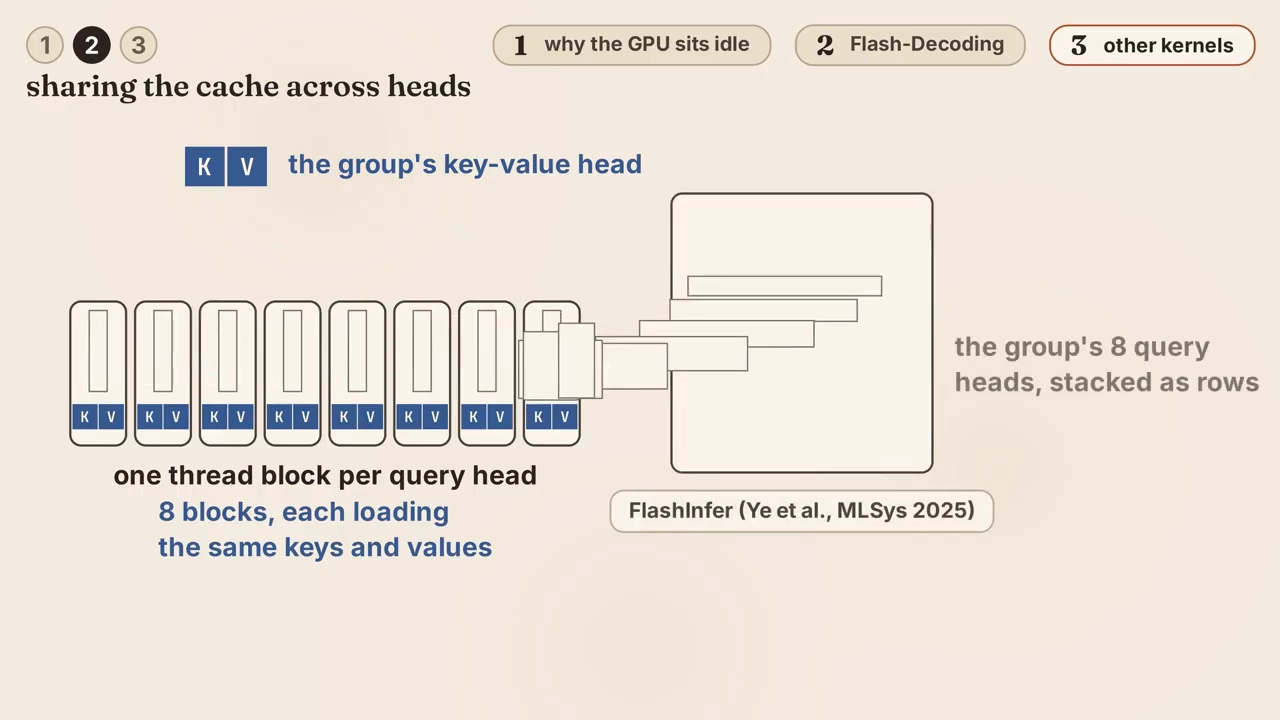 1 2 3
1 why the GPU sits idle
2 Flash-Decoding
3 other kernels
sharing the cache across heads
K V the group's key-value head
K V K V K V K V K V K V K V K V
the group's 8 query
heads, stacked as rows
one thread block per query head
8 blocks, each loading
the same keys and values
FlashInfer (Ye et al., MLSys 2025)